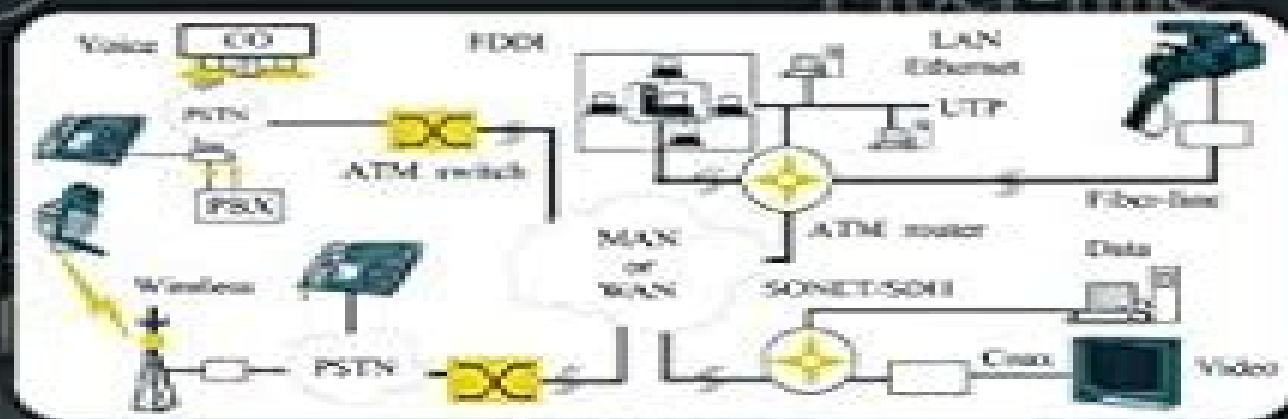 Voice
CO
FDDI
LAN
Ethernet
PSTN
UTP
ATM switch
PBX
Fiber-line
MAN
or
WAN
ATM router
Data
Wireless
SONET/SDH
PSTN
Coax
Video